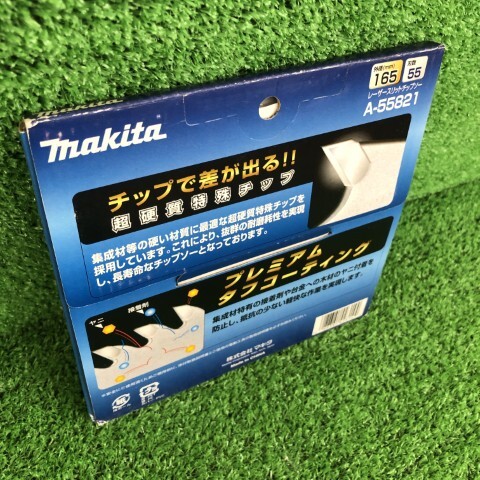 makita
外径(mm)
165
刃数
55
レーザースリットチップソー
A-55821
チップで差が出る!!
超硬質特殊チップ
集成材等の硬い材質に最適な超硬質特殊チップを
採用しています。これにより、抜群の耐磨耗性を実現
し、長寿命なチップソーとなっております。
プレミアム
タフコーティング
集成材特有の接着剤や台金への木材のヤニ付着を
防止し、抵抗の少ない軽快な作業を実現します。
ヤニ
接着剤
株式会社 マキタ